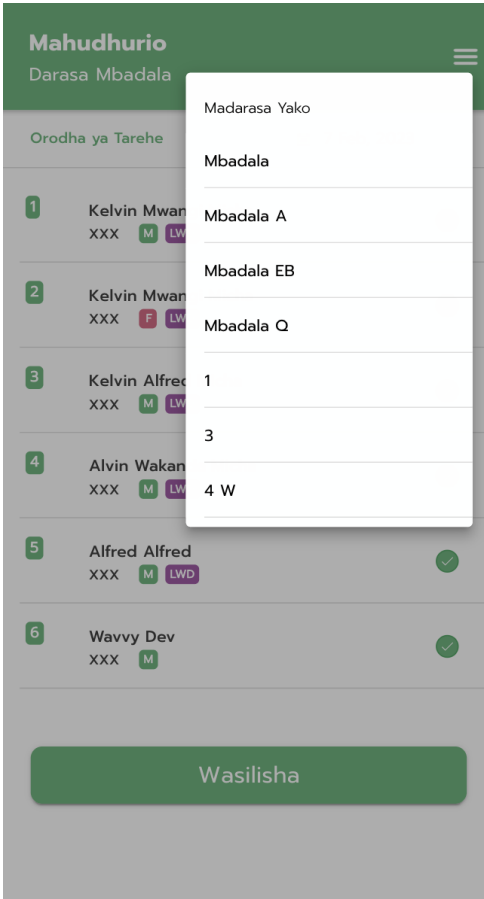 Mahudhurio
Darasa Mbadala
Madarasa Yako
Mbadala
Mbadala A
Mbadala EB
Mbadala Q
1
3
4 W
Orodha ya Tarehe
1
Kelvin Mwan
XXX M LW
2
Kelvin Mwan
XXX F LW
3
Kelvin Alfred
XXX M LW
4
Alvin Wakan
XXX M LW
5
Alfred Alfred
XXX M LWD
6
Wavvy Dev
XXX M
Wasilisha